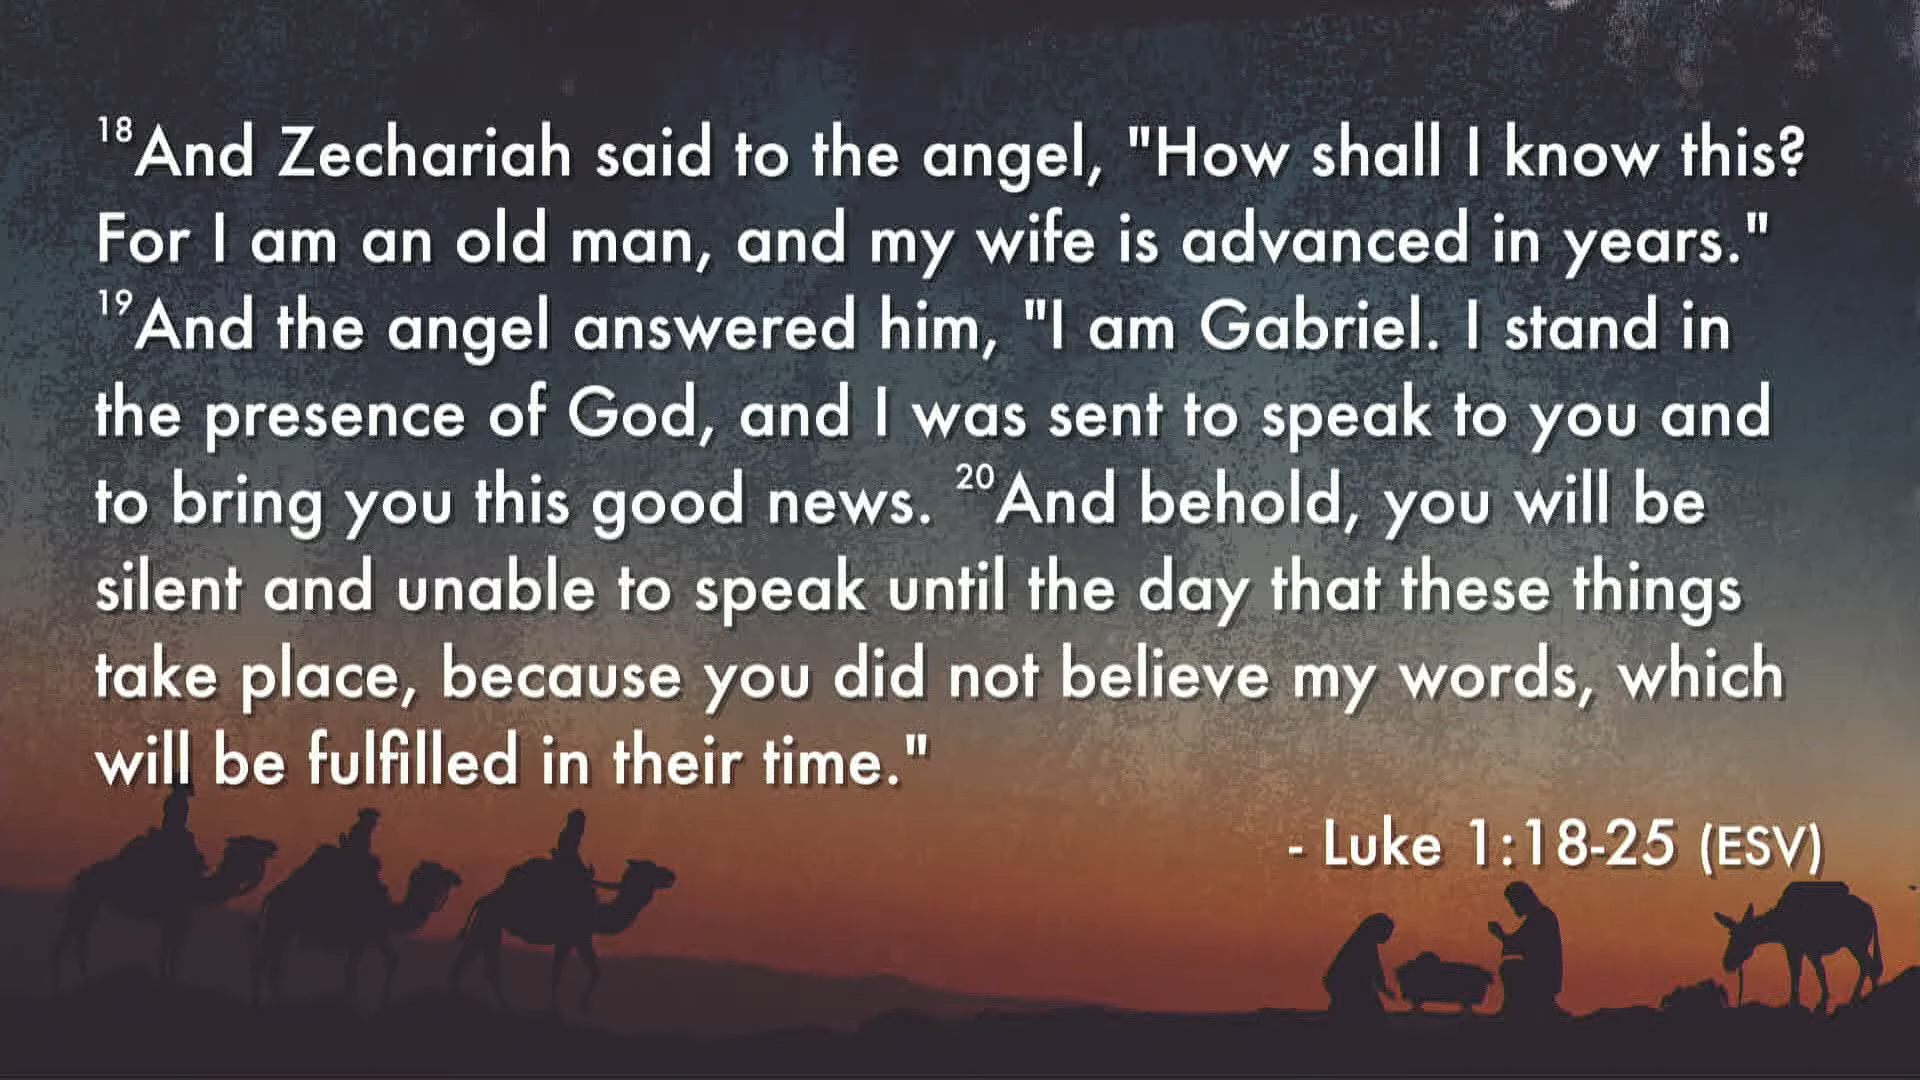 18And Zechariah said to the angel, "How shall I know this?
For I am an old man, and my wife is advanced in years."
19And the angel answered him, "I am Gabriel. I stand in
the presence of God, and I was sent to speak to you and
to bring you this good news. 20And behold, you will be
silent and unable to speak until the day that these things
take place, because you did not believe my words, which
will be fulfilled in their time."
- Luke 1:18-25 (ESV)